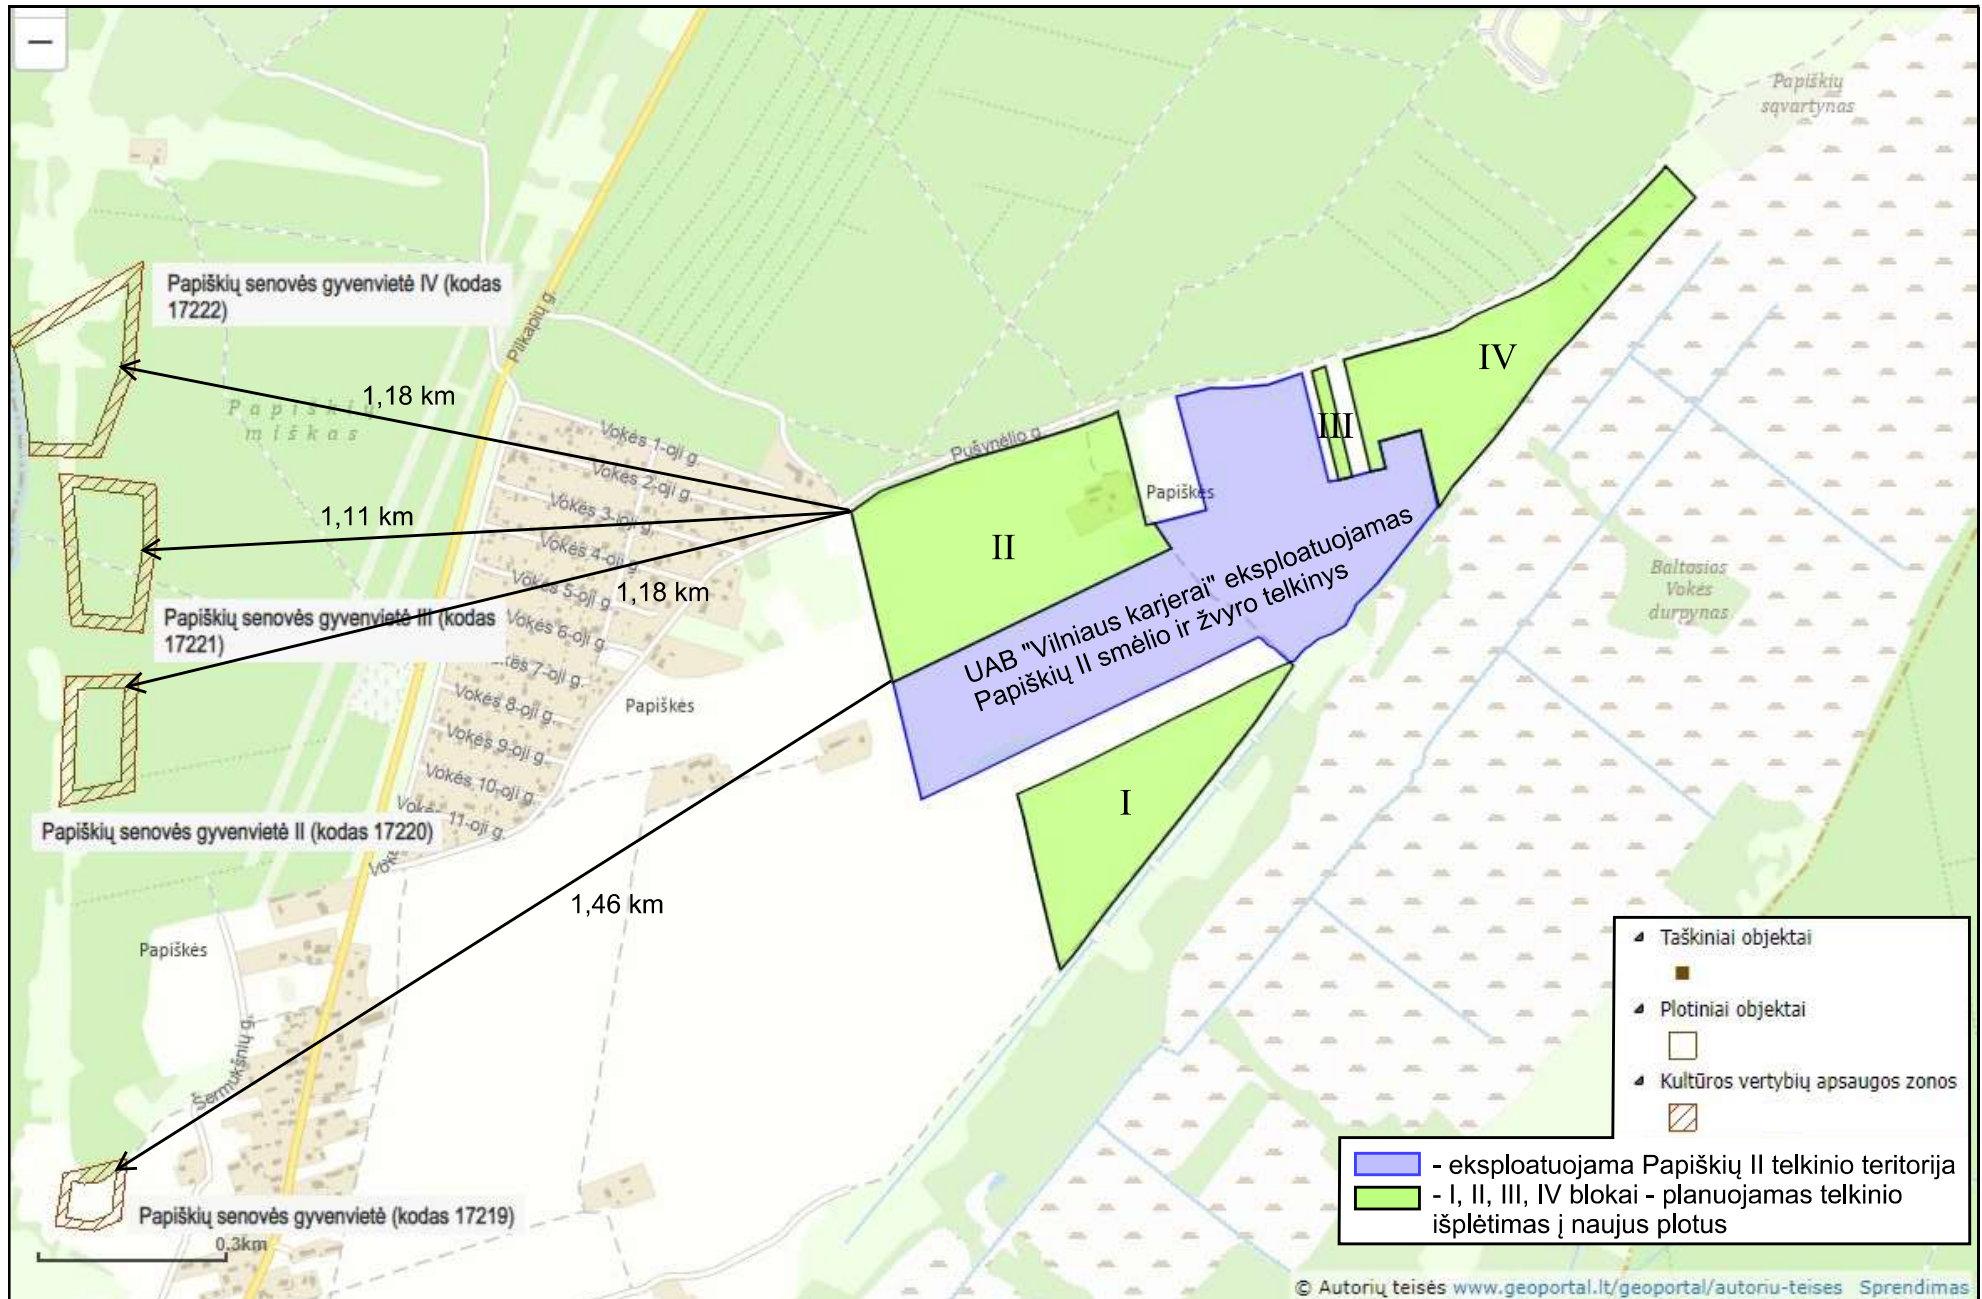 Papiškių
sąvartynas
Papiškių senovės gyvenvietė IV (kodas
17222)
Pilkapių g.
1,18 km
Papiškių
miškas
IV
III
Vokės 1-oji g.
Pušynėlio g.
Vokės 2-oji g.
Papiškės
Vokės 3-ioji g.
1,11 km
II
Vokės 4-oji g.
Vokės 5-oji g.
1,18 km
Baltosios
Vokės
durpynas
UAB "Vilniaus karjerai" eksploatuojamas
Papiškių II smėlio ir žvyro telkinys
Papiškių senovės gyvenvietė III (kodas
17221)
Vokės 6-oji g.
kės 7-oji g.
Vokės 8-oji g.
Papiškės
Vokės 9-oji g.
Vokės 10-oji g.
Vokės 11-oji g.
I
Papiškių senovės gyvenvietė II (kodas 17220)
Vokė
1,46 km
Papiškės
Šermukšnių g.
Taškiniai objektai
Plotiniai objektai
Kultūros vertybių apsaugos zonos
- eksploatuojama Papiškių II telkinio teritorija
- I, II, III, IV blokai - planuojamas telkinio
išplėtimas į naujus plotus
Papiškių senovės gyvenvietė (kodas 17219)
0.3km
© Autorių teisės www.geoportal.lt/geoportal/autoriu-teises Sprendimas